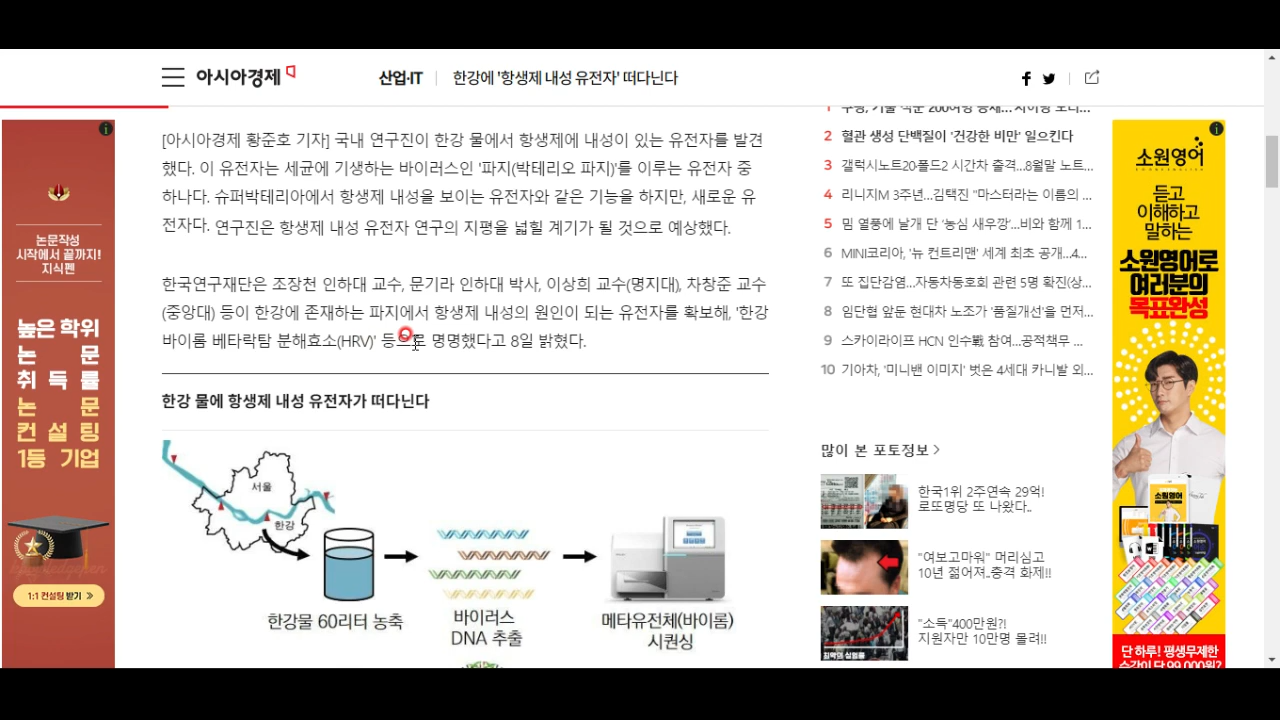 아시아경제
산업·IT
한강에 '항생제 내성 유전자' 떠다닌다
[아시아경제 황준호 기자] 국내 연구진이 한강 물에서 항생제에 내성이 있는 유전자를 발견
했다. 이 유전자는 세균에 기생하는 바이러스인 '파지(박테리오 파지)'를 이루는 유전자 중
하나다. 슈퍼박테리아에서 항생제 내성을 보이는 유전자와 같은 기능을 하지만, 새로운 유
전자다. 연구진은 항생제 내성 유전자 연구의 지평을 넓힐 계기가 될 것으로 예상했다.
한국연구재단은 조장천 인하대 교수, 문기라 인하대 박사, 이상희 교수(명지대), 차창준 교수
(중앙대) 등이 한강에 존재하는 파지에서 항생제 내성의 원인이 되는 유전자를 확보해, '한강
바이롬 베타락탐 분해효소(HRV)' 등으로 명명했다고 8일 밝혔다.
한강 물에 항생제 내성 유전자가 떠다닌다
서울
한강
한강물 60리터 농축
바이러스
DNA 추출
메타유전체(바이롬)
시퀀싱
2 혈관 생성 단백질이 '건강한 비만' 일으킨다
3 갤럭시노트20·폴드2 시간차 출격...8월말 노트...
4 리니지M 3주년...김택진 "마스터라는 이름의 ...
5 밈 열풍에 날개 단 '농심 새우깡'...비와 함께 1...
6 MINI코리아, '뉴 컨트리맨' 세계 최초 공개...4...
7 또 집단감염...자동차동호회 관련 5명 확진(상...
8 임단협 앞둔 현대차 노조가 '품질개선'을 먼저...
9 스카이라이프 HCN 인수戰 참여...공적책무 ...
10 기아차, '미니밴 이미지' 벗은 4세대 카니발 외...
많이 본 포토정보 >
한국1위 2주연속 29억!
로또명당 또 나왔다..
"여보고마워" 머리심고
10년 젊어져..충격 화제!!
"소득"400만원?!
지원자만 10만명 몰려!!
논문작성
시작에서 끝까지!
지식펜
높은 학위
논 문
취 득 률
논 문
컨 설 팅
1등 기업
1:1 컨설팅 받기 »
소원영어
듣고
이해하고
말하는
소원영어로
여러분의
목표완성
소원영어
단 하루! 평생무제한
수강이 단 99,000원?